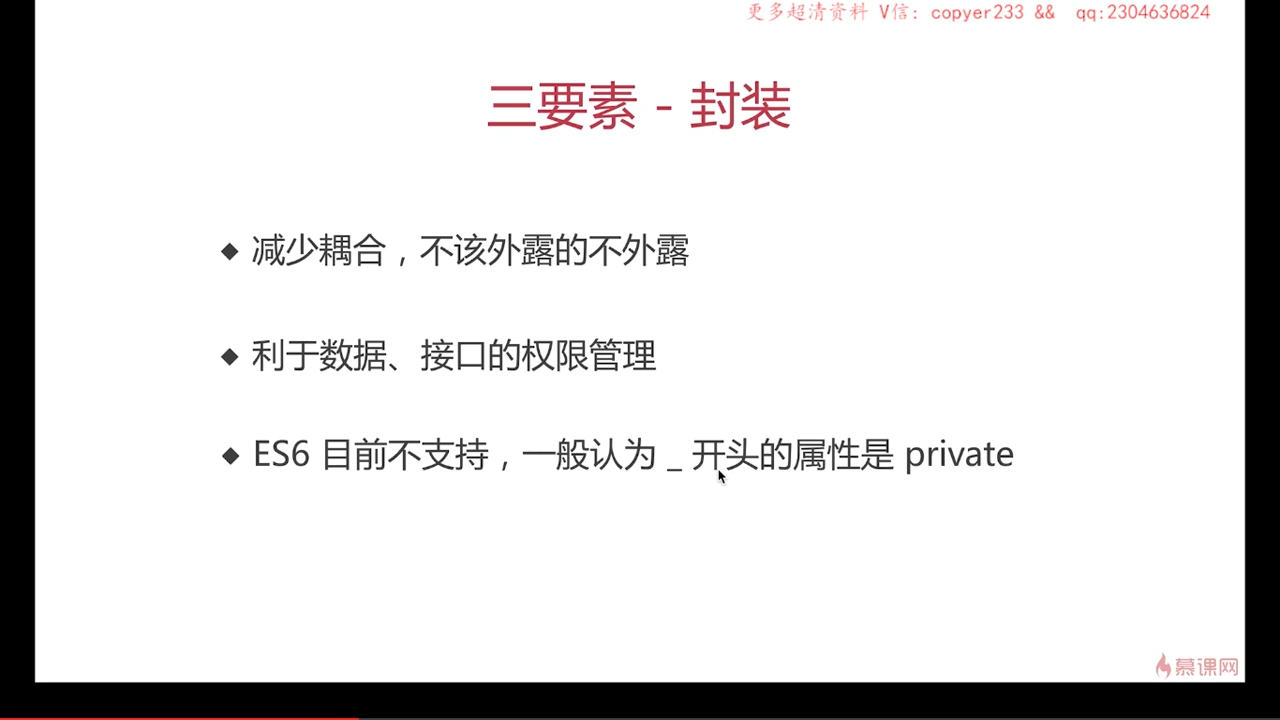 更多超清资料 V信: copyer233 && qq:2304636824
三要素 - 封装
◆ 减少耦合，不该外露的不外露
◆ 利于数据、接口的权限管理
◆ ES6 目前不支持，一般认为 _ 开头的属性是 private
慕课网